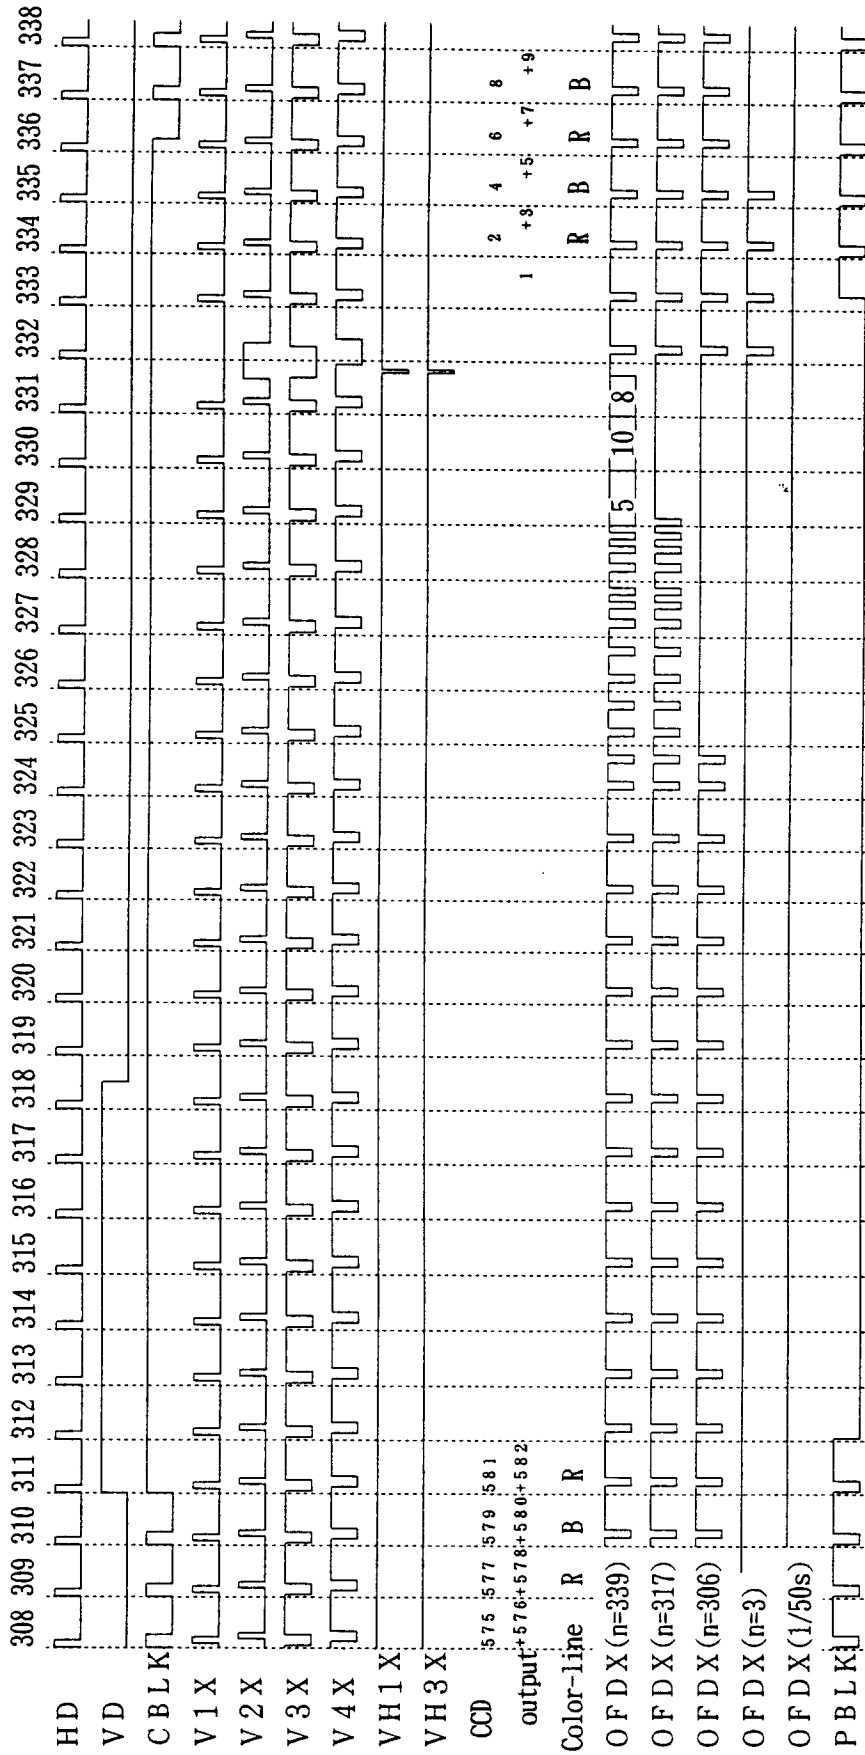 308 309 310 311 312 313 314 315 316 317 318 319 320 321 322 323 324 325 326 327 328 329 330 331 332 333 334 335 336 337 338
HD
VD
CBLK
V1X
V2X
V3X
V4X
VH1X
VH3X
CCD 575 577 579 581 2 4 6 8
output +576 +578 +580 +582 1 +3 +5 +7 +9
Color-line R B R R B R B
OFDX(n=339) 5 10 8
OFDX(n=317)
OFDX(n=306)
OFDX(n=3)
OFDX(1/50s)
PBLK